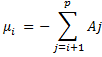 μᵢ = − ∑_{j=i+1}^{p} Aj